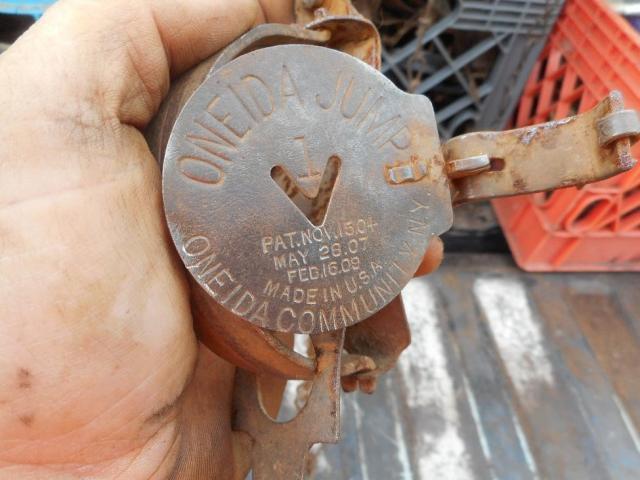 ONEIDA JUMP
1
PAT. NOV. 15.04
MAY 28.07
FEB. 16.09
MADE IN U.S.A.
ONEIDA COMMUNITY N.Y.